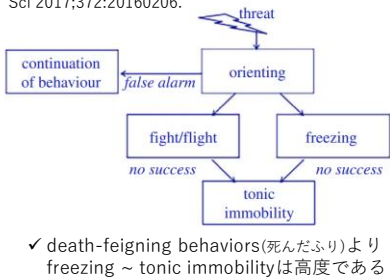 Sci 2017;372:20160206.
threat
continuation
of behaviour
false alarm
orienting
fight/flight
freezing
no success
no success
tonic
immobility
✓ death-feigning behaviors(死んだふり)より
freezing ~ tonic immobilityは高度である